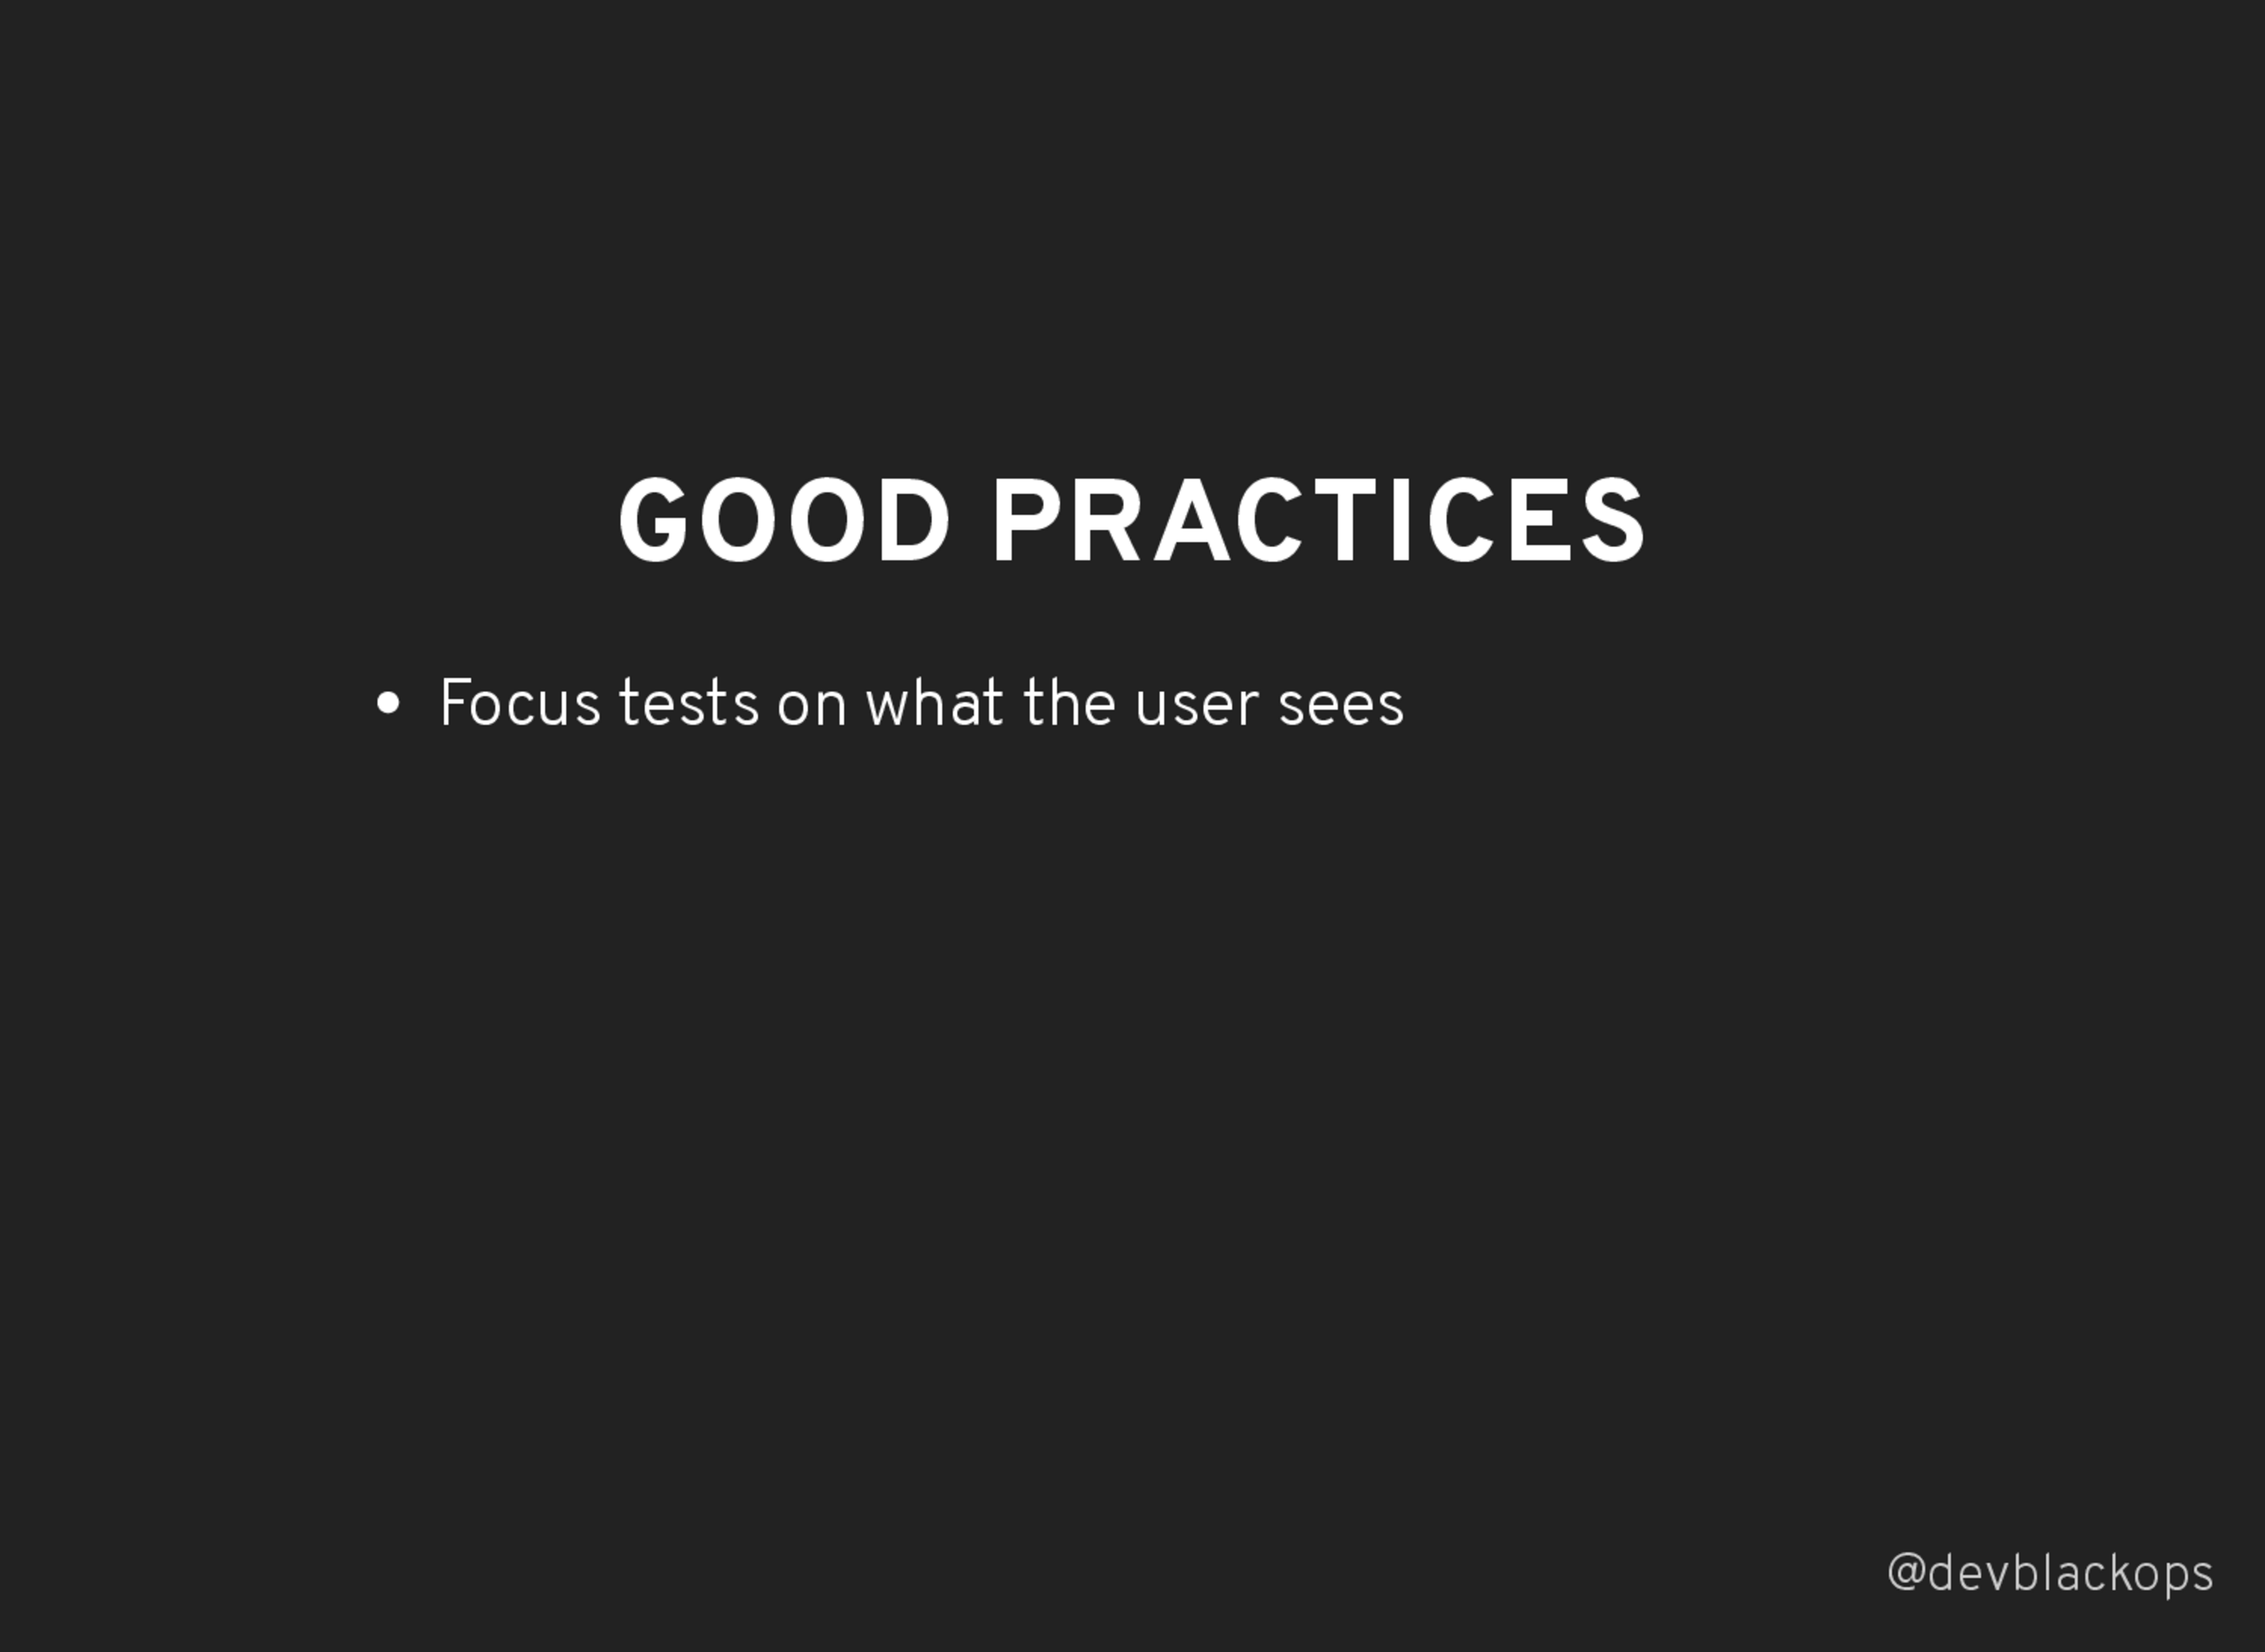 GOOD PRACTICES
• Focus tests on what the user sees
@devblackops